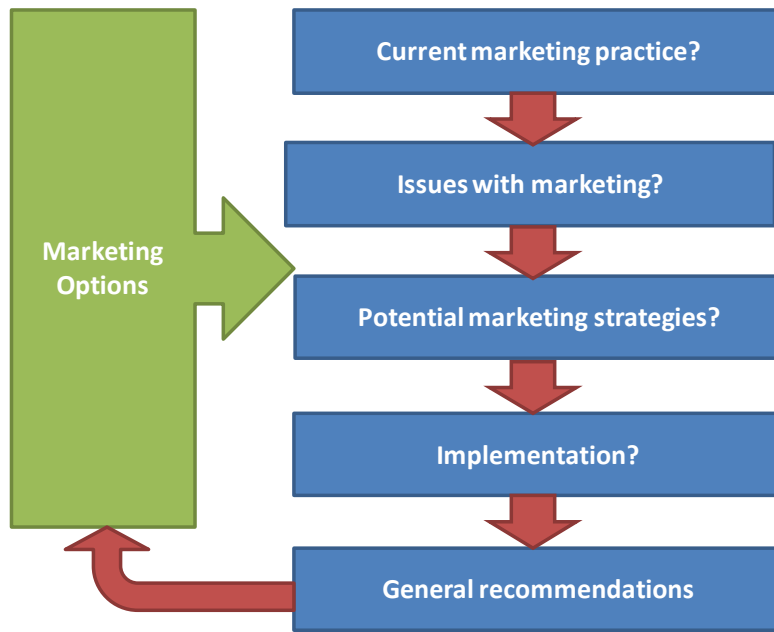 Current marketing practice?
Issues with marketing?
Marketing
Options
Potential marketing strategies?
Implementation?
General recommendations